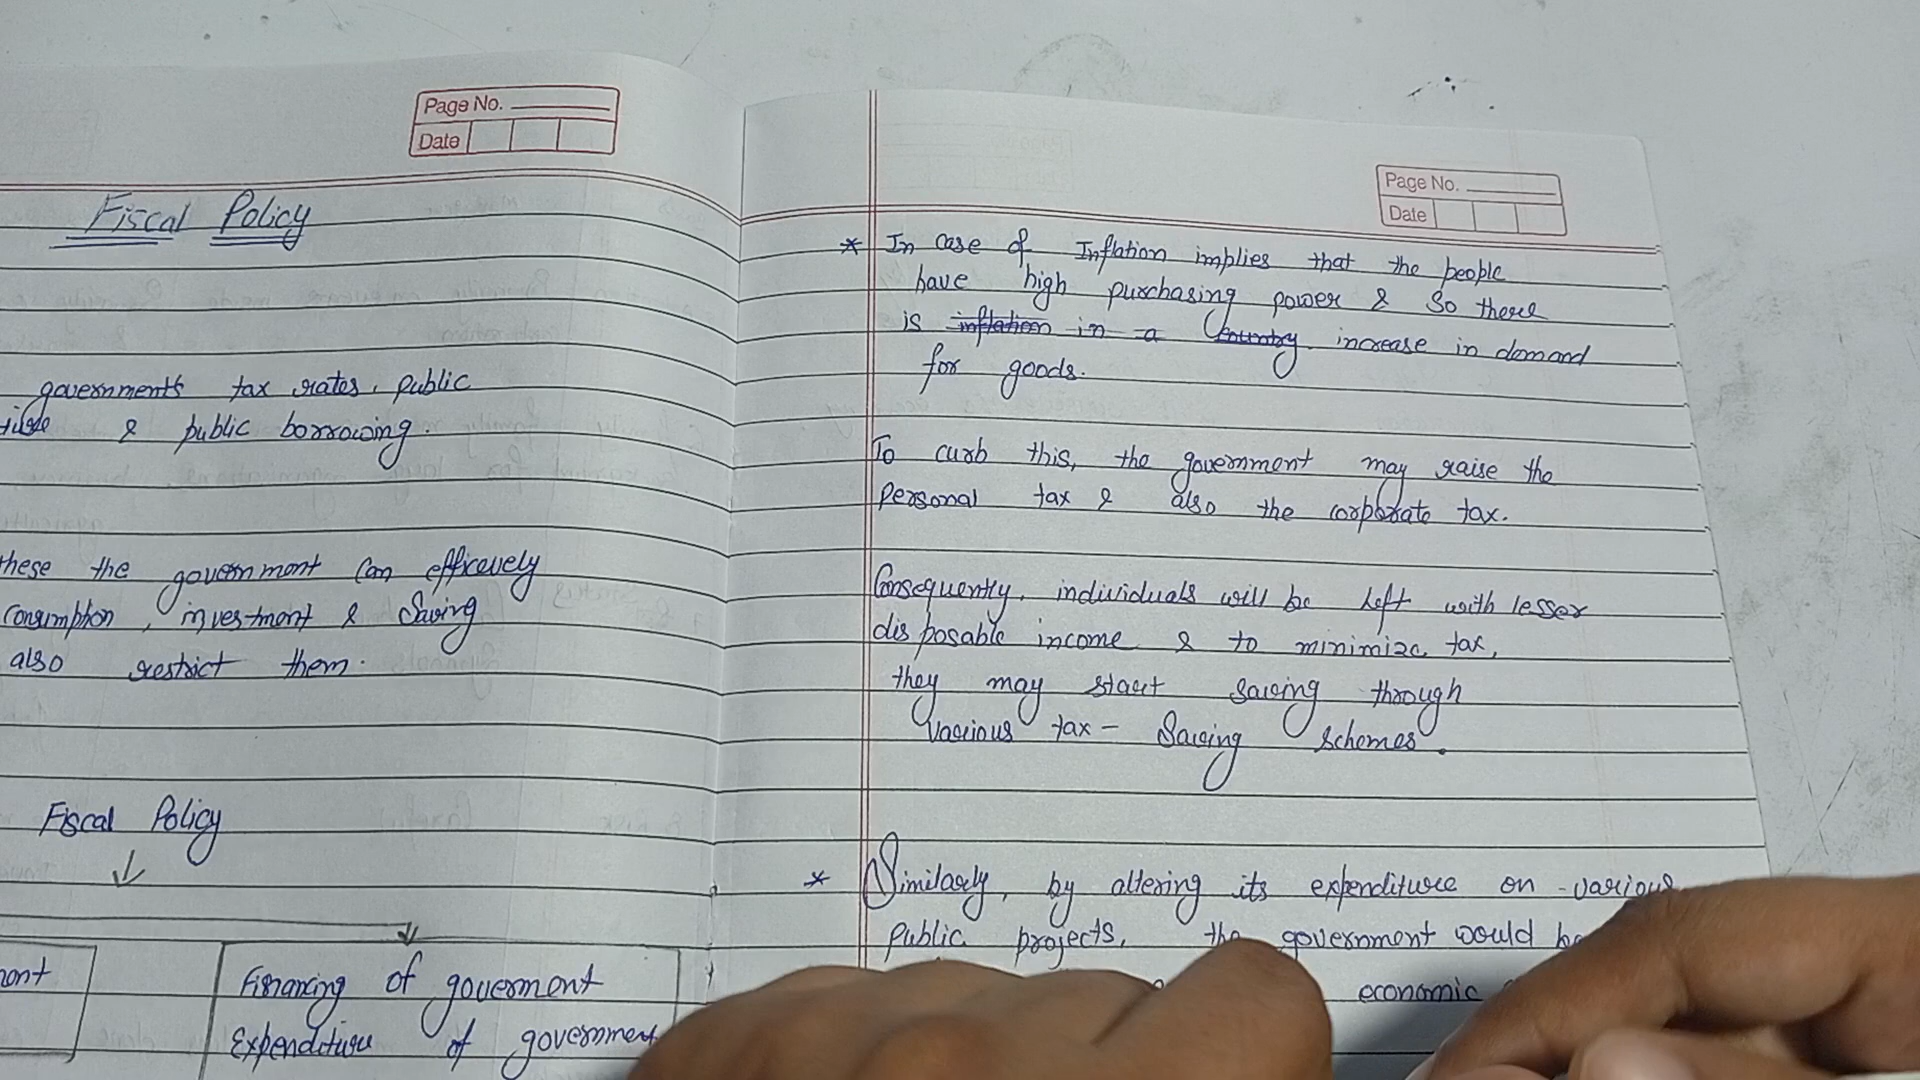 Page No.
Date
Fiscal Policy
governments tax rates, public
& public borrowing.
these the government can efficevely
consumption, investment & Saving
also restrict them.
Fiscal Policy
Financing of goverment
Expenditure of government
Page No.
Date
* In case of Inflation implies that the people
have high purchasing power & so there
is inflation in a Country increase in demand
for goods.
To curb this, the government may raise the
Personal tax & also the corporate tax.
Consequently, individuals will be left with lesser
disposable income & to minimize tax,
they may start saving through
various tax - Saving schemes.
* Similarly, by altering its expenditure on various
Public projects, the government would
economic